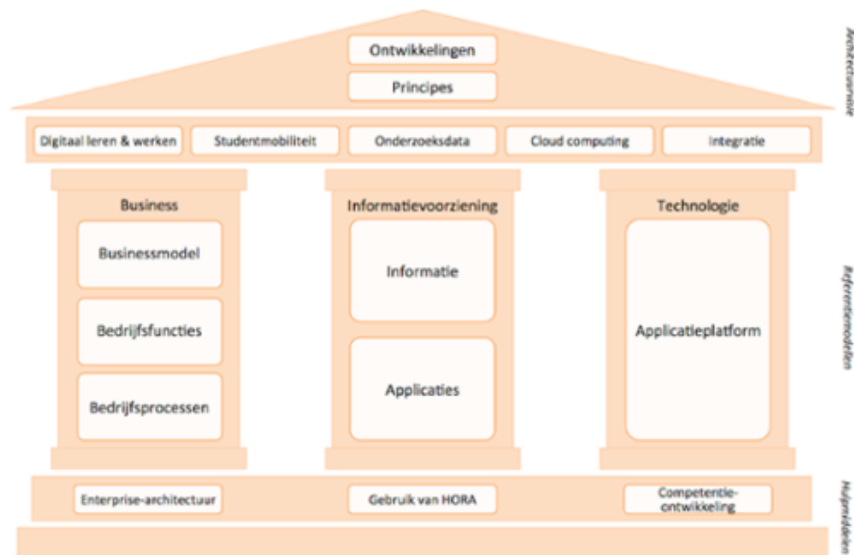 Ontwikkelingen
Principes
Architectuurvisie
Digitaal leren & werken
Studentmobiliteit
Onderzoeksdata
Cloud computing
Integratie
Business
Informatievoorziening
Technologie
Businessmodel
Bedrijfsfuncties
Bedrijfsprocessen
Informatie
Applicaties
Applicatieplatform
Referentiemodellen
Enterprise-architectuur
Gebruik van HORA
Competentie-
ontwikkeling
Hulpmiddelen